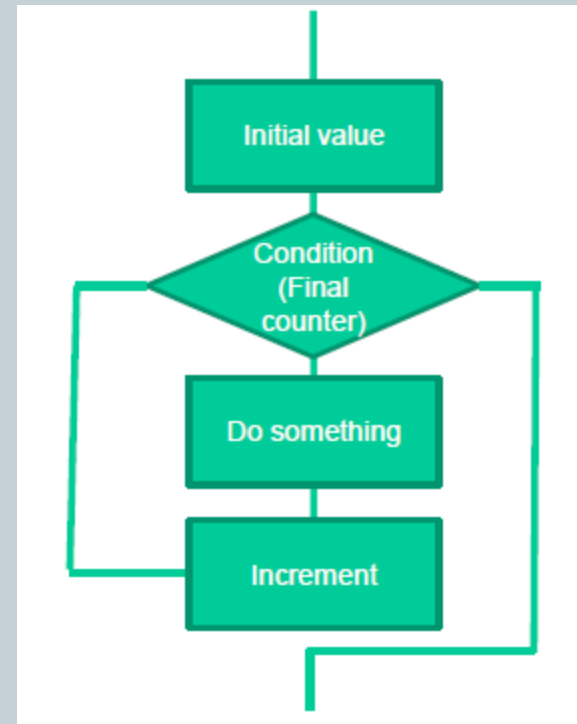 Initial value
Condition
(Final
counter)
Do something
Increment